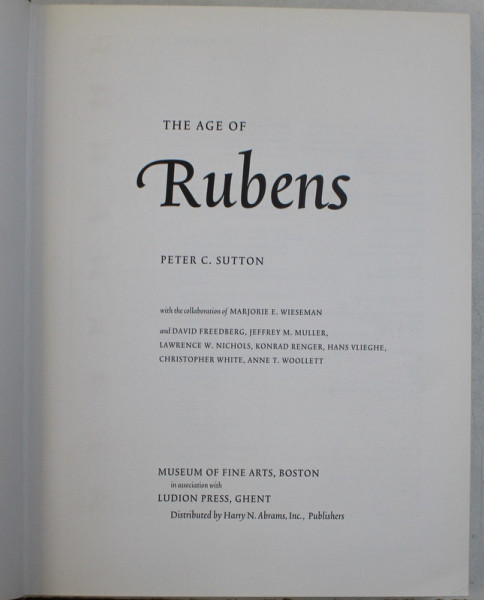 THE AGE OF
Rubens
PETER C. SUTTON
with the collaboration of MARJORIE E. WIESEMAN
and DAVID FREEDBERG, JEFFREY M. MULLER,
LAWRENCE W. NICHOLS, KONRAD RENGER, HANS VLIEGHE,
CHRISTOPHER WHITE, ANNE T. WOOLLETT
MUSEUM OF FINE ARTS, BOSTON
in association with
LUDION PRESS, GHENT
Distributed by Harry N. Abrams, Inc., Publishers